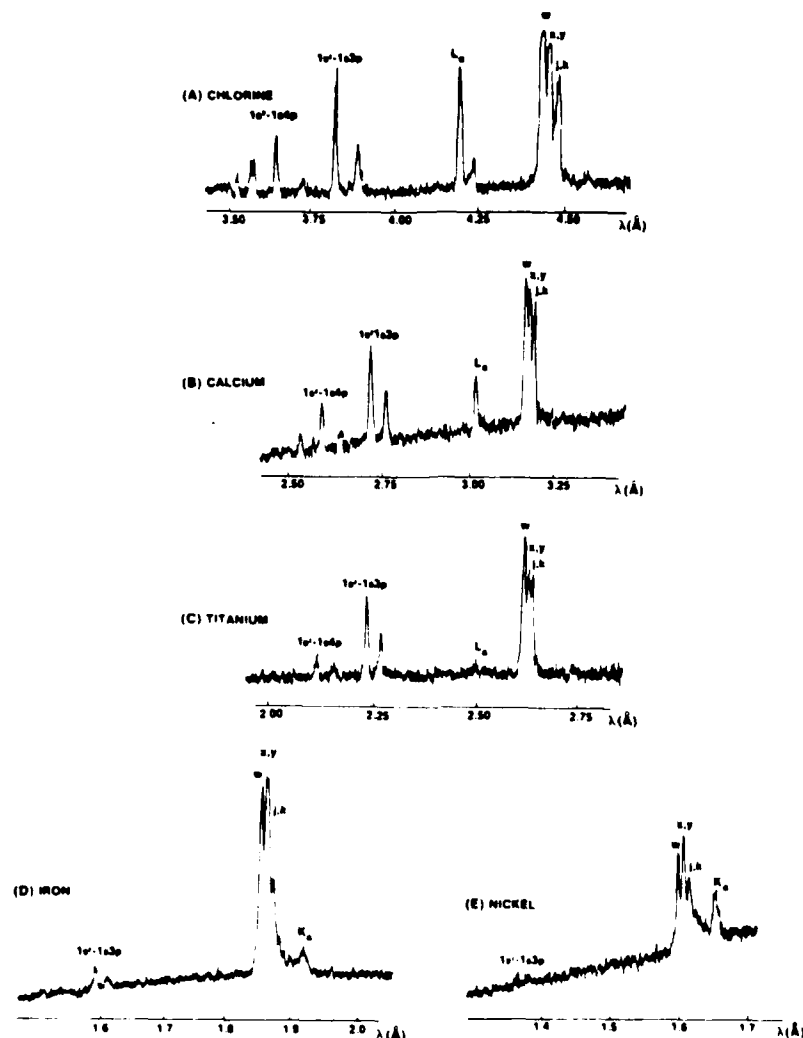 w
x,y
j,k
1s²-1s3p
Lα
(A) CHLORINE
1s²-1s4p
3.50 3.75 4.00 4.25 4.50 λ(Å)
w
x,y
j,k
1s²-1s3p
Lα
(B) CALCIUM
1s²-1s4p
2.50 2.75 3.00 3.25 λ(Å)
w
x,y
j,k
1s²-1s3p
(C) TITANIUM
1s²-1s4p
Lα
2.00 2.25 2.50 2.75 λ(Å)
x,y
w
j,k
(D) IRON
Kα
1s²-1s3p
1.6 1.7 1.8 1.9 2.0 λ(Å)
x,y
w
j,k
Kα
(E) NICKEL
1s²-1s3p
1.4 1.5 1.6 1.7 λ(Å)